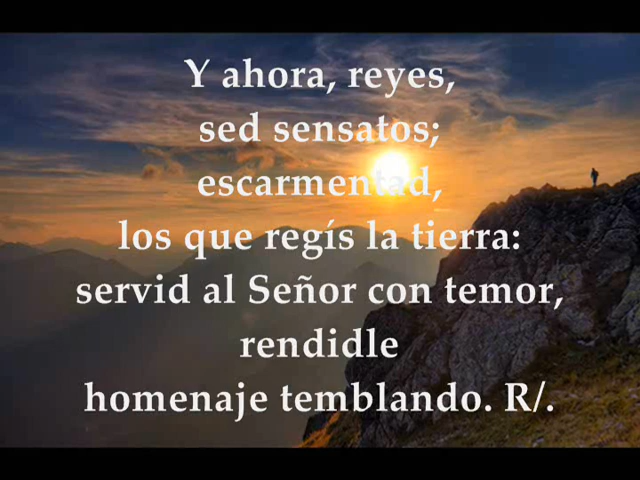 Y ahora, reyes,
sed sensatos;
escarmentad,
los que regís la tierra:
servid al Señor con temor,
rendidle
homenaje temblando. R/.